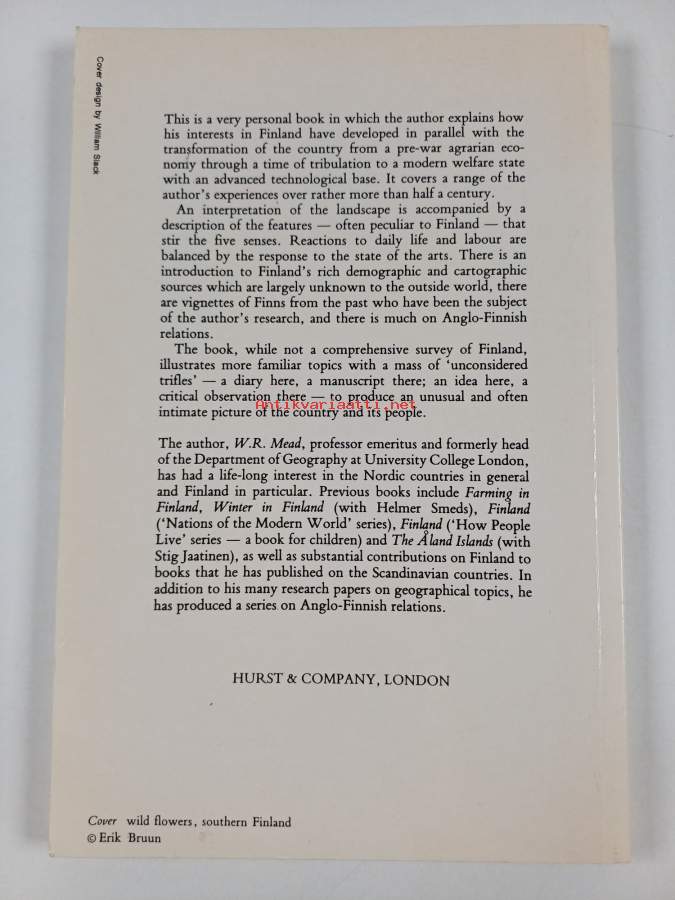 Cover design by William Slack
This is a very personal book in which the author explains how
his interests in Finland have developed in parallel with the
transformation of the country from a pre-war agrarian eco-
nomy through a time of tribulation to a modern welfare state
with an advanced technological base. It covers a range of the
author's experiences over rather more than half a century.
An interpretation of the landscape is accompanied by a
description of the features — often peculiar to Finland — that
stir the five senses. Reactions to daily life and labour are
balanced by the response to the state of the arts. There is an
introduction to Finland's rich demographic and cartographic
sources which are largely unknown to the outside world, there
are vignettes of Finns from the past who have been the subject
of the author's research, and there is much on Anglo-Finnish
relations.
The book, while not a comprehensive survey of Finland,
illustrates more familiar topics with a mass of 'unconsidered
trifles' — a diary here, a manuscript there; an idea here, a
critical observation there — to produce an unusual and often
Antikvariaatti.net
intimate picture of the country and its people.
The author, W.R. Mead, professor emeritus and formerly head
of the Department of Geography at University College London,
has had a life-long interest in the Nordic countries in general
and Finland in particular. Previous books include Farming in
Finland, Winter in Finland (with Helmer Smeds), Finland
('Nations of the Modern World' series), Finland ('How People
Live' series — a book for children) and The Åland Islands (with
Stig Jaatinen), as well as substantial contributions on Finland to
books that he has published on the Scandinavian countries. In
addition to his many research papers on geographical topics, he
has produced a series on Anglo-Finnish relations.
HURST & COMPANY, LONDON
Cover wild flowers, southern Finland
© Erik Bruun